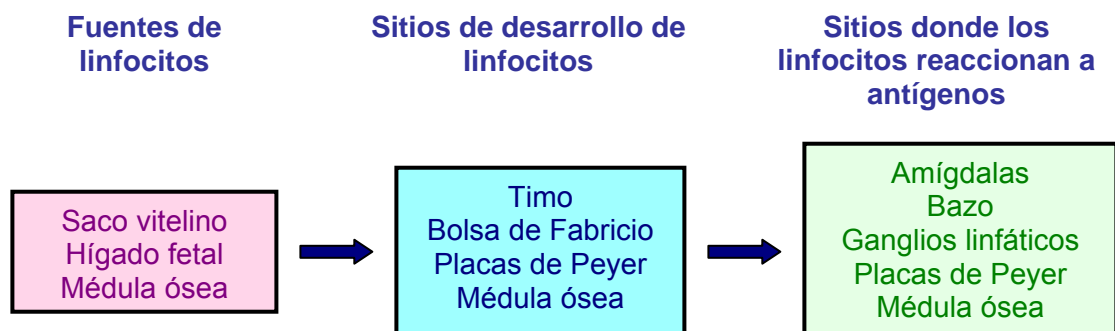 Fuentes de
linfocitos
Sitios de desarrollo de
linfocitos
Sitios donde los
linfocitos reaccionan a
antígenos
Saco vitelino
Hígado fetal
Médula ósea
Timo
Bolsa de Fabricio
Placas de Peyer
Médula ósea
Amígdalas
Bazo
Ganglios linfáticos
Placas de Peyer
Médula ósea